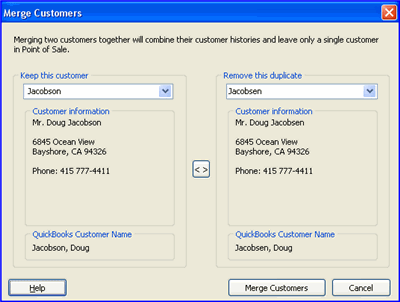 Merge Customers
Merging two customers together will combine their customer histories and leave only a single customer
in Point of Sale.
Keep this customer
Jacobson
Customer information
Mr. Doug Jacobson
6845 Ocean View
Bayshore, CA 94326
Phone: 415 777-4411
QuickBooks Customer Name
Jacobson, Doug
< >
Remove this duplicate
Jacobsen
Customer information
Mr. Doug Jacobsen
6845 Ocean View
Bayshore, CA 94326
Phone: 415 777-4411
QuickBooks Customer Name
Jacobsen, Doug
Help
Merge Customers
Cancel